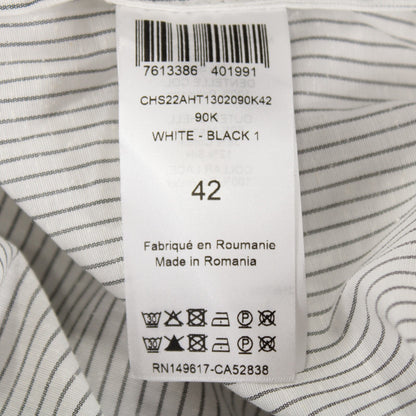 7613386 401991
CHS22AHT1302090K42
90K
WHITE - BLACK 1
42
Fabriqué en Roumanie
Made in Romania
RN149617-CA52838